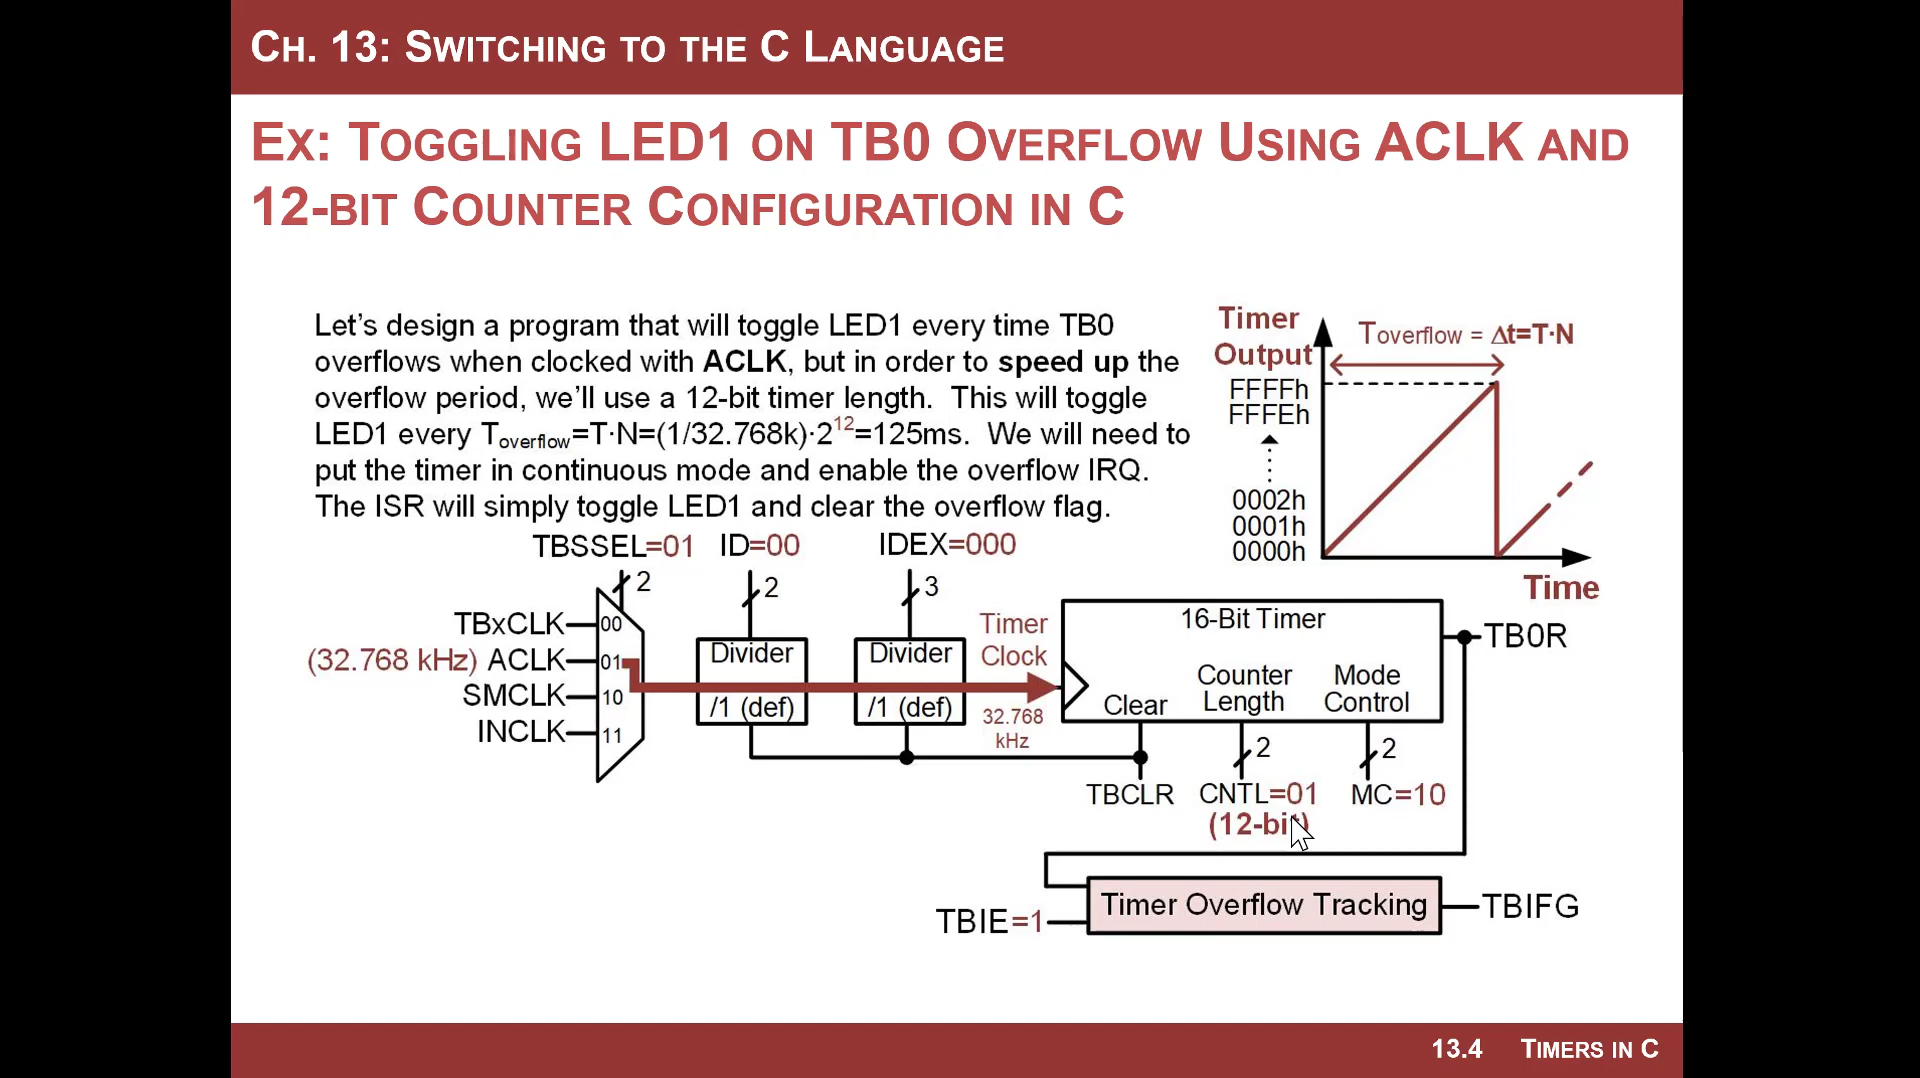 CH. 13: SWITCHING TO THE C LANGUAGE
EX: TOGGLING LED1 ON TB0 OVERFLOW USING ACLK AND
12-BIT COUNTER CONFIGURATION IN C
Let's design a program that will toggle LED1 every time TB0
overflows when clocked with ACLK, but in order to speed up the
overflow period, we'll use a 12-bit timer length. This will toggle
LED1 every Toverflow=T·N=(1/32.768k)·2¹²=125ms. We will need to
put the timer in continuous mode and enable the overflow IRQ.
The ISR will simply toggle LED1 and clear the overflow flag.
Timer
Output
Toverflow = Δt=T·N
FFFFh
FFFEh
0002h
0001h
0000h
Time
TBSSEL=01 ID=00 IDEX=000
2 2 3
TBxCLK 00
(32.768 kHz) ACLK 01
SMCLK 10
INCLK 11
Divider
/1 (def)
Divider
/1 (def)
Timer
Clock
32.768
kHz
16-Bit Timer
Clear
Counter
Length
Mode
Control
TB0R
2 2
TBCLR CNTL=01 MC=10
(12-bit)
TBIE=1
Timer Overflow Tracking
TBIFG
13.4 TIMERS IN C